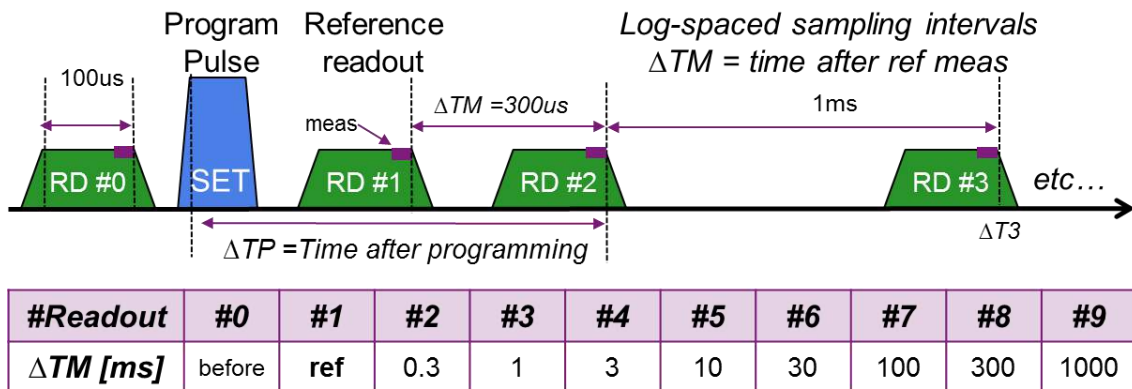 Program
Pulse
Reference
readout
Log-spaced sampling intervals
ΔTM = time after ref meas
100us
meas
ΔTM =300us
1ms
RD #0
SET
RD #1
RD #2
RD #3
etc…
ΔTP =Time after programming
ΔT3
#Readout #0 #1 #2 #3 #4 #5 #6 #7 #8 #9
ΔTM [ms] before ref 0.3 1 3 10 30 100 300 1000